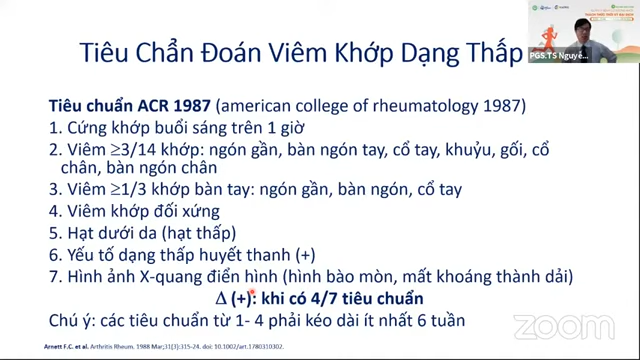 Tiêu Chẩn Đoán Viêm Khớp Dạng Thấp
PGS.TS Nguyễ...
Tiêu chuẩn ACR 1987 (american college of rheumatology 1987)
1. Cứng khớp buổi sáng trên 1 giờ
2. Viêm ≥3/14 khớp: ngón gần, bàn ngón tay, cổ tay, khuỷu, gối, cổ
chân, bàn ngón chân
3. Viêm ≥1/3 khớp bàn tay: ngón gần, bàn ngón, cổ tay
4. Viêm khớp đối xứng
5. Hạt dưới da (hạt thấp)
6. Yếu tố dạng thấp huyết thanh (+)
7. Hình ảnh X-quang điển hình (hình bào mòn, mất khoáng thành dải)
Δ (+): khi có 4/7 tiêu chuẩn
Chú ý: các tiêu chuẩn từ 1- 4 phải kéo dài ít nhất 6 tuần
Arnett F.C. et al. Arthritis Rheum. 1988 Mar;31(3):315-24. doi: 10.1002/art.1780310302.
zoom